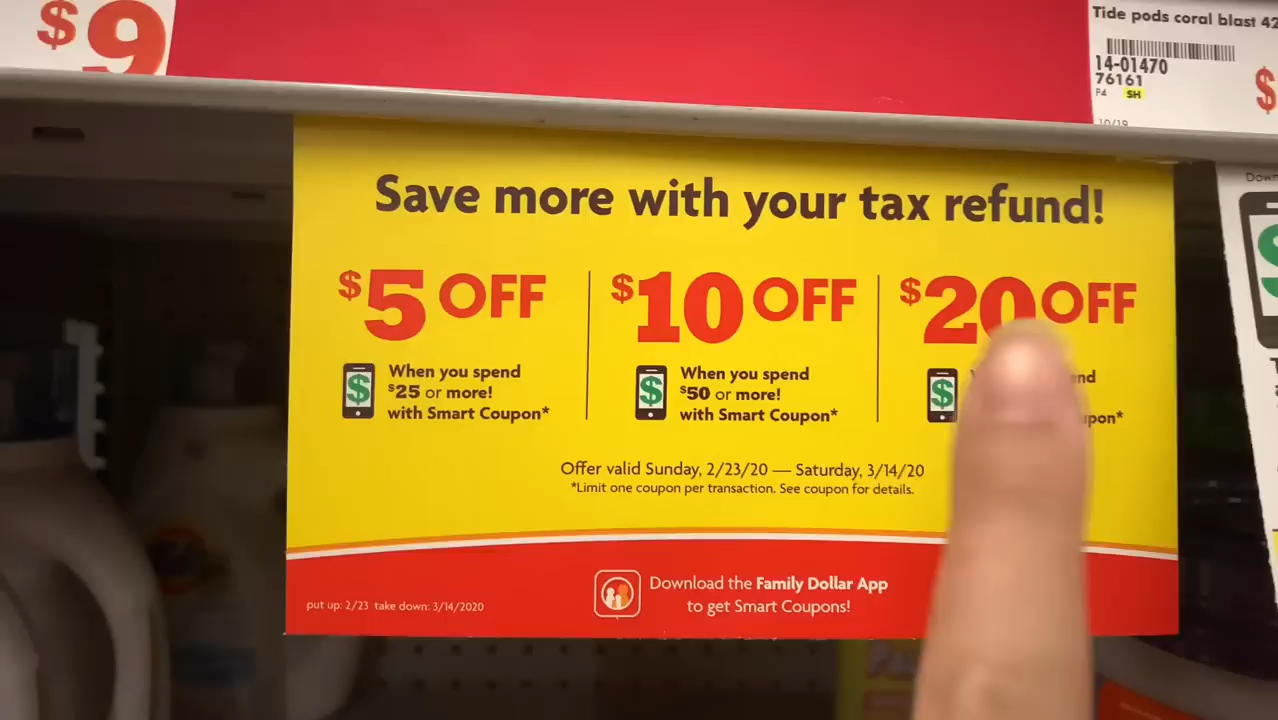 $9
Tide pods coral blast 42
14-01470
76161
P4 SH
10/19
Down
Save more with your tax refund!
$5 OFF
When you spend
$25 or more!
with Smart Coupon*
$10 OFF
When you spend
$50 or more!
with Smart Coupon*
$20 OFF
Offer valid Sunday, 2/23/20 — Saturday, 3/14/20
*Limit one coupon per transaction. See coupon for details.
put up: 2/23 take down: 3/14/2020
Download the Family Dollar App
to get Smart Coupons!